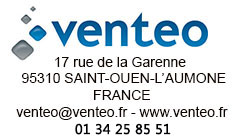 venteo
17 rue de la Garenne
95310 SAINT-OUEN-L'AUMONE
FRANCE
venteo@venteo.fr - www.venteo.fr
01 34 25 85 51